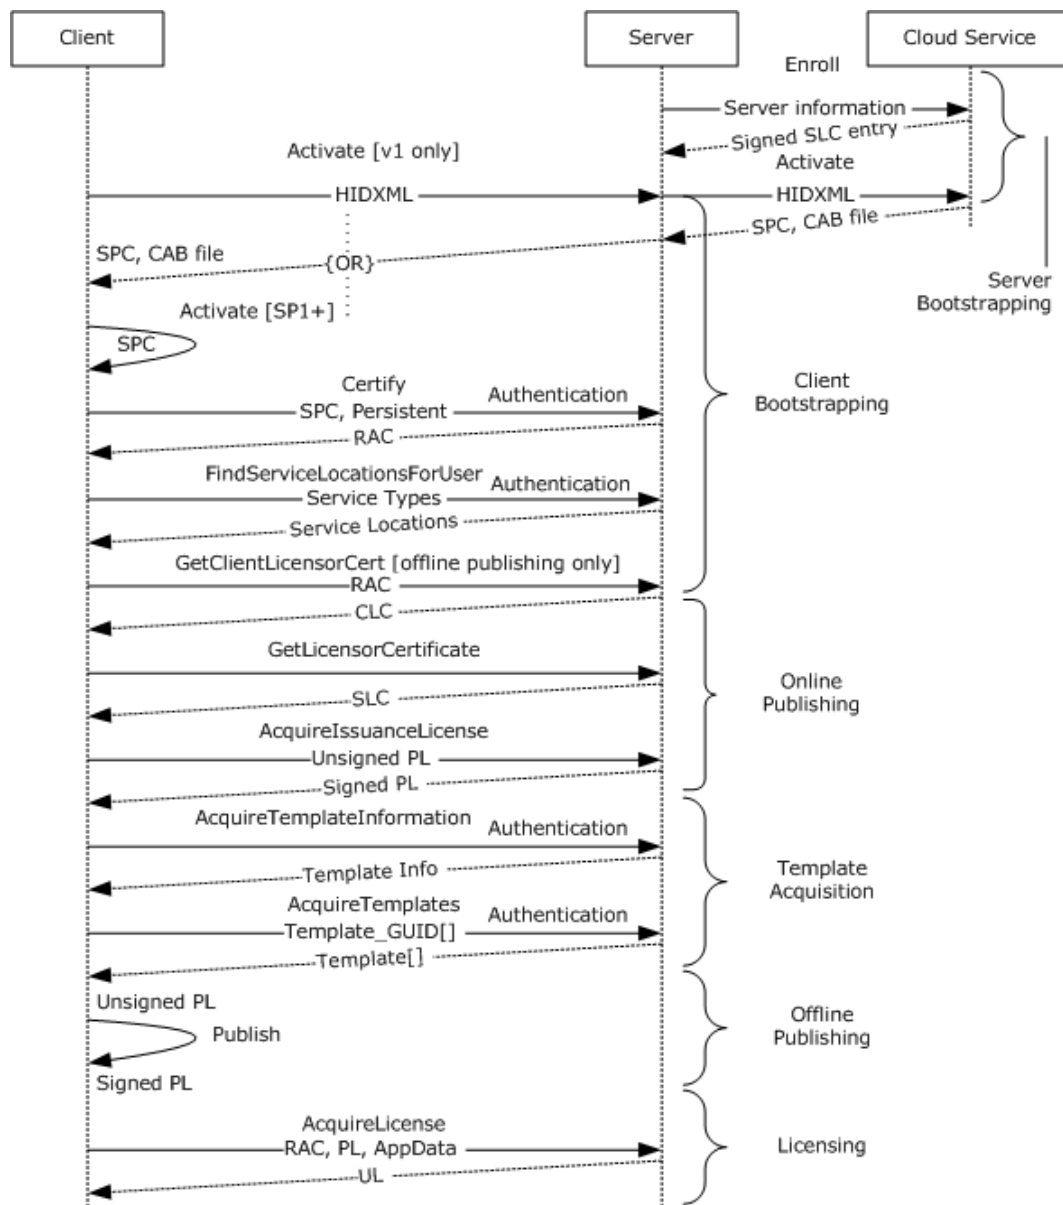 Client
Server
Cloud Service
Enroll
Server information
Signed SLC entry
Activate [v1 only]
Activate
HIDXML
HIDXML
SPC, CAB file
SPC, CAB file
{OR}
Server
Bootstrapping
Activate [SP1+]
SPC
Client
Bootstrapping
Certify
Authentication
SPC, Persistent
RAC
FindServiceLocationsForUser
Authentication
Service Types
Service Locations
GetClientLicensorCert [offline publishing only]
RAC
CLC
GetLicensorCertificate
SLC
Online
Publishing
AcquireIssuanceLicense
Unsigned PL
Signed PL
AcquireTemplateInformation
Authentication
Template Info
Template
Acquisition
AcquireTemplates
Authentication
Template_GUID[]
Template[]
Unsigned PL
Publish
Signed PL
Offline
Publishing
AcquireLicense
RAC, PL, AppData
UL
Licensing